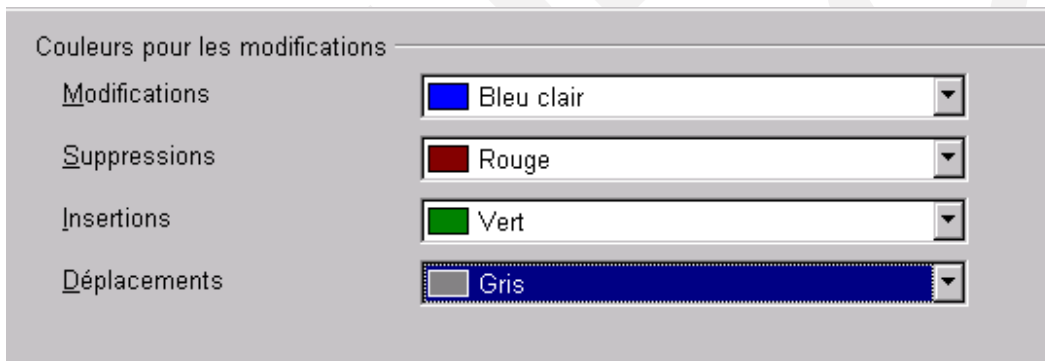 Couleurs pour les modifications
Modifications Bleu clair
Suppressions Rouge
Insertions Vert
Déplacements Gris